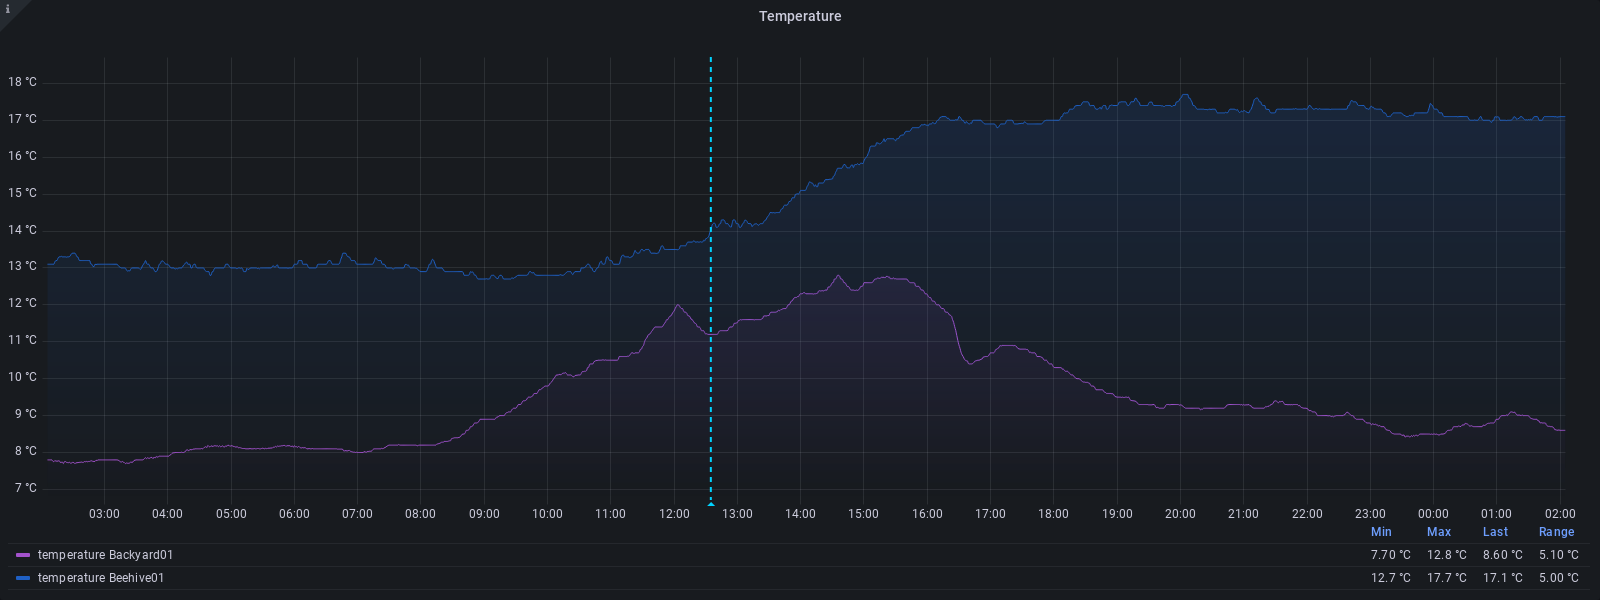 i
Temperature
18 °C
17 °C
16 °C
15 °C
14 °C
13 °C
12 °C
11 °C
10 °C
9 °C
8 °C
7 °C
03:00 04:00 05:00 06:00 07:00 08:00 09:00 10:00 11:00 12:00 13:00 14:00 15:00 16:00 17:00 18:00 19:00 20:00 21:00 22:00 23:00 00:00 01:00 02:00
Min Max Last Range
temperature Backyard01 7.70 °C 12.8 °C 8.60 °C 5.10 °C
temperature Beehive01 12.7 °C 17.7 °C 17.1 °C 5.00 °C